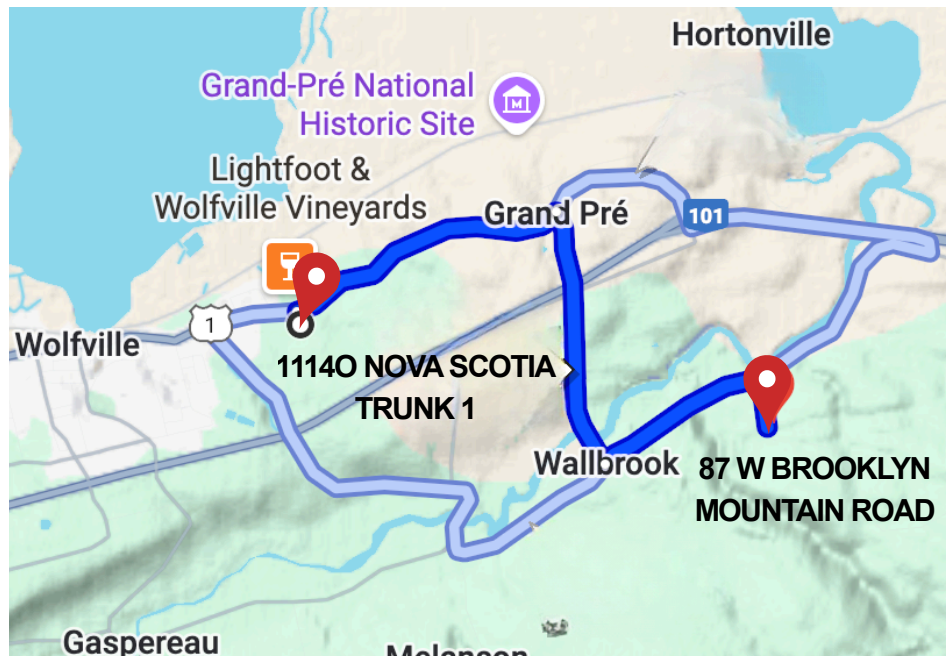 Hortonville
Grand-Pré National
Historic Site
M
Lightfoot &
Wolfville Vineyards
Grand Pré
101
1
Wolfville
1114O NOVA SCOTIA
TRUNK 1
Wallbrook
87 W BROOKLYN
MOUNTAIN ROAD
Gaspereau
Melanson